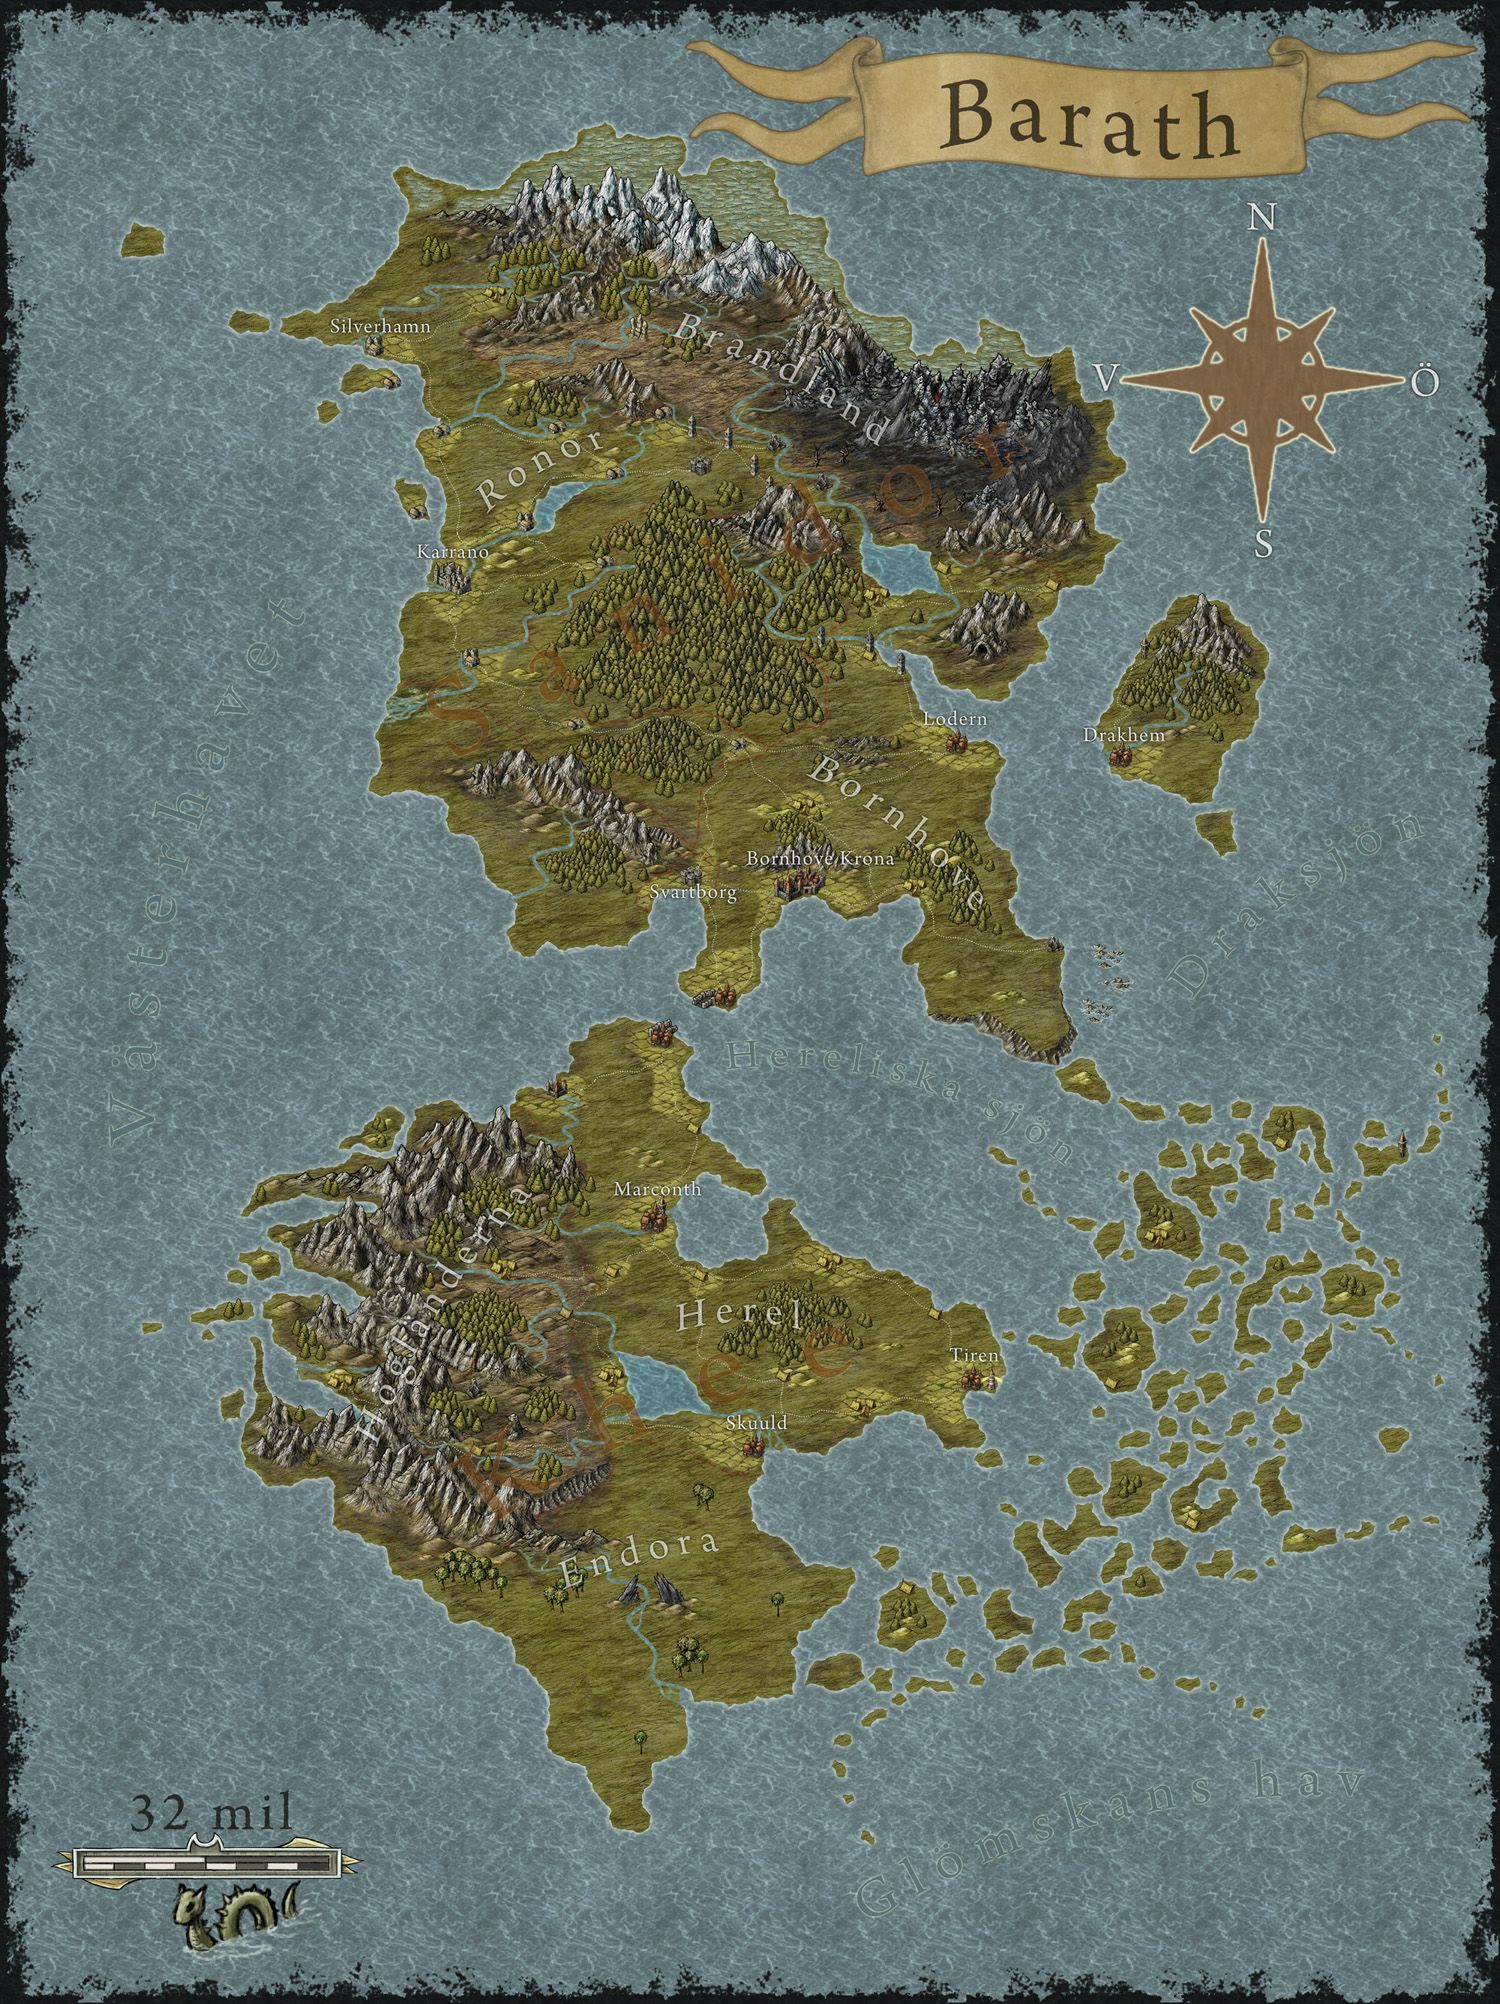 Barath
N
V
Ö
S
Silverhamn
Brandland
Ronor
Karrano
Sanidor
Västerhavet
Lodern
Drakhem
Bornhove
Bornhove Krona
Svartborg
Draksjön
Hereliska sjön
Marconth
Högländerna
Herel
Tiren
Khee
Skuuld
Endora
Glömskans hav
32 mil